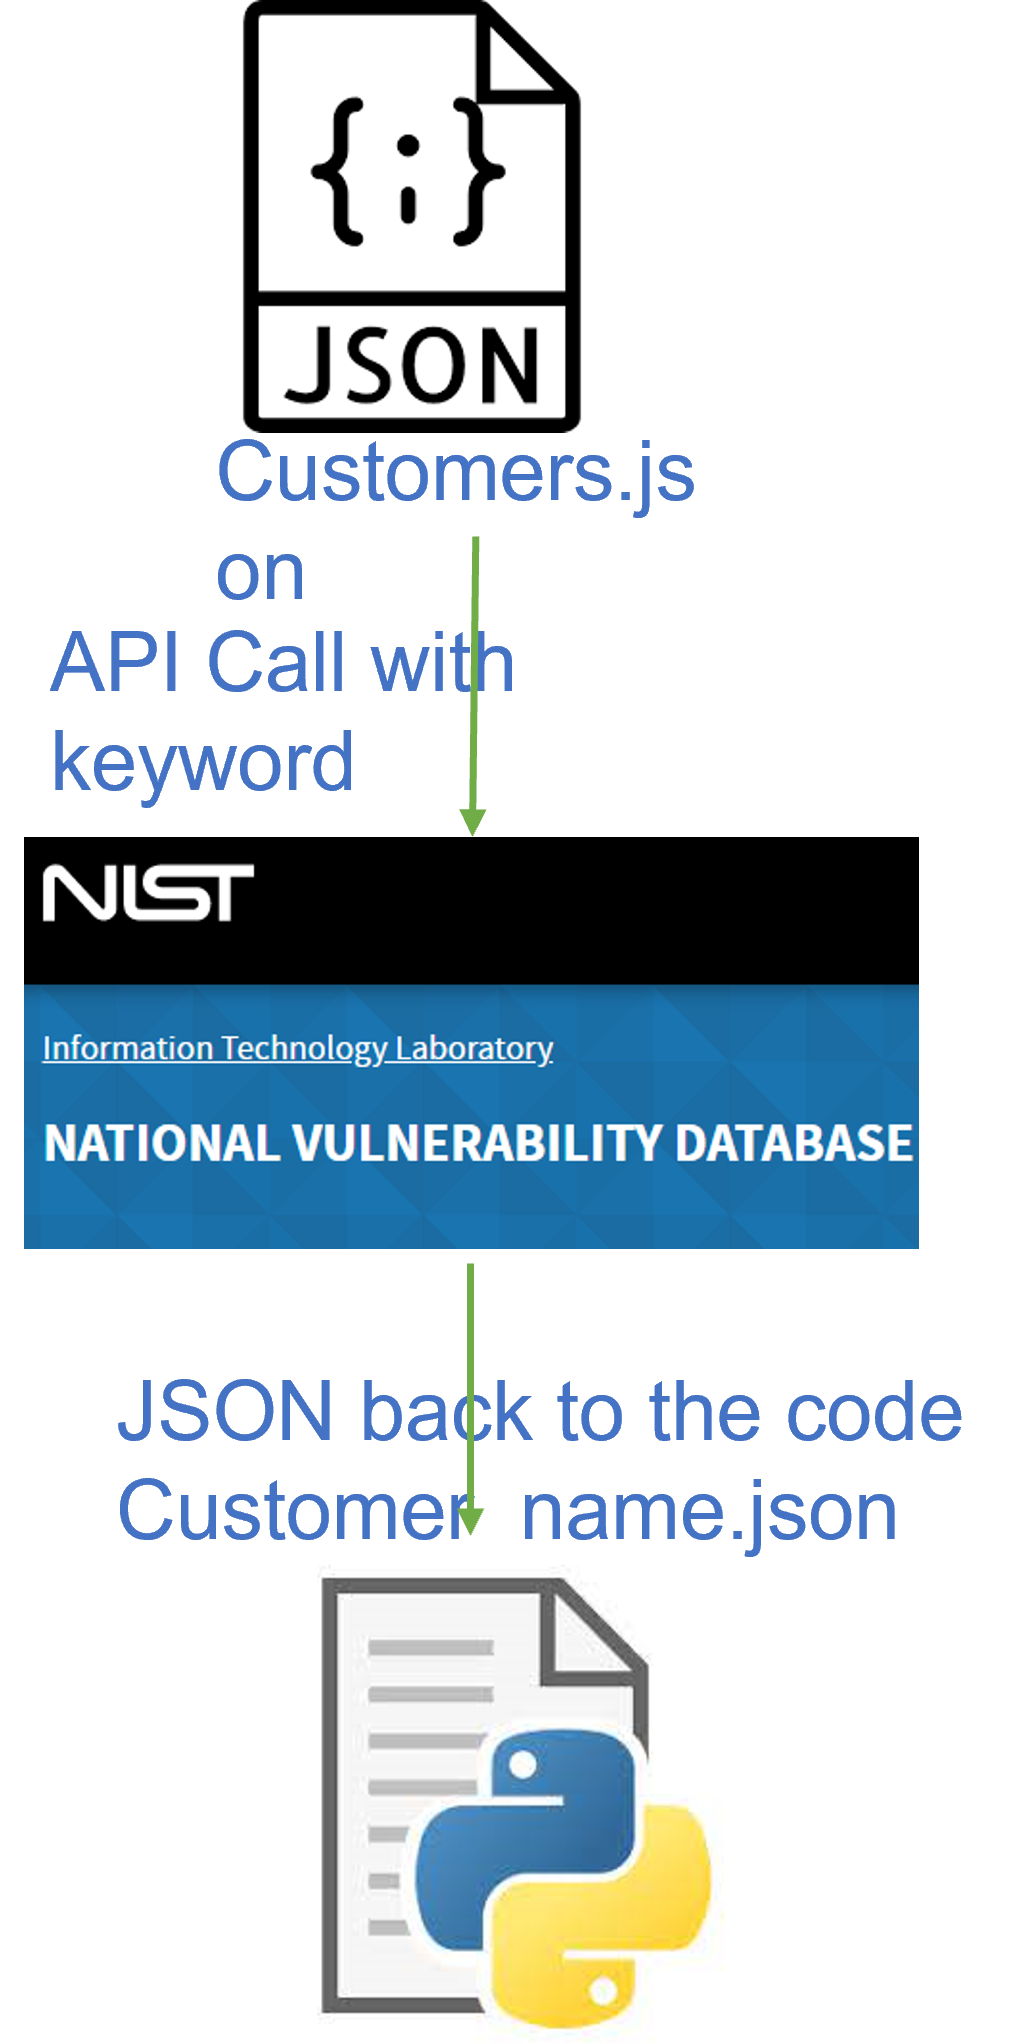 {;}
JSON
Customers.js
on
API Call with
keyword
NIST
Information Technology Laboratory
NATIONAL VULNERABILITY DATABASE
JSON back to the code
Customer name.json